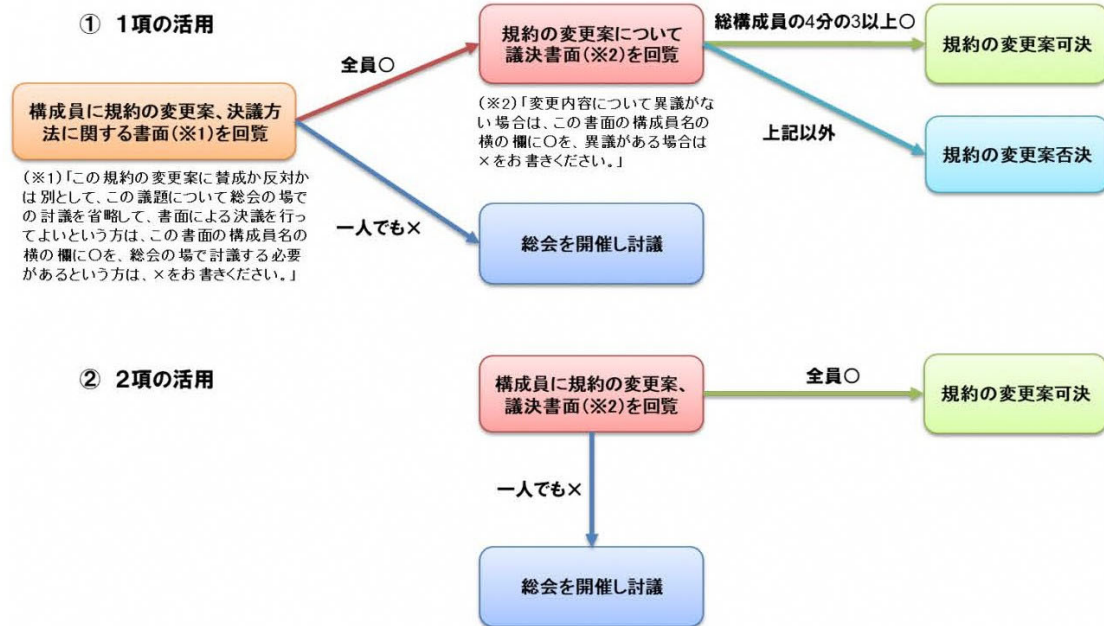 ① 1項の活用
構成員に規約の変更案、決議方
法に関する書面(※1)を回覧
(※1)「この規約の変更案に賛成か反対か
は別として、この議題について総会の場で
の討議を省略して、書面による決議を行っ
てよいという方は、この書面の構成員名の
横の欄に○を、総会の場で討議する必要
があるという方は、×をお書きください。」
全員○
一人でも×
規約の変更案について
議決書面(※2)を回覧
(※2)「変更内容について異議がな
い場合は、この書面の構成員名の
横の欄に○を、異議がある場合は
×をお書きください。」
総会を開催し討議
総構成員の4分の3以上○
上記以外
規約の変更案可決
規約の変更案否決
② 2項の活用
構成員に規約の変更案、
議決書面(※2)を回覧
全員○
規約の変更案可決
一人でも×
総会を開催し討議